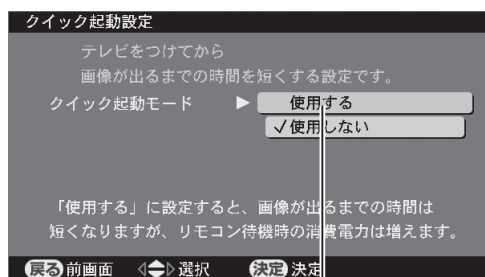 クイック起動設定
テレビをつけてから
画像が出るまでの時間を短くする設定です。
クイック起動モード ▶ 使用する
✓使用しない
「使用する」に設定すると、画像が出るまでの時間は
短くなりますが、リモコン待機時の消費電力は増えます。
戻る 前画面 選択 決定 決定